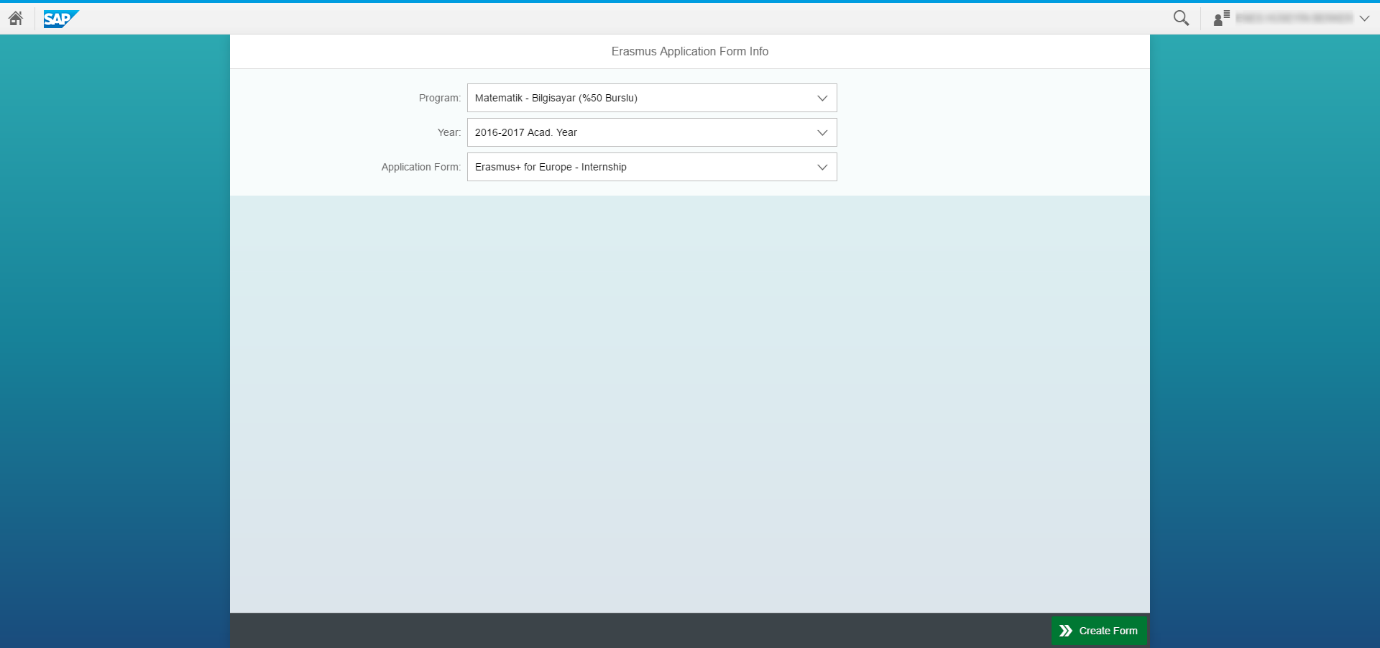 SAP
Erasmus Application Form Info
Program: Matematik - Bilgisayar (%50 Burslu)
Year: 2016-2017 Acad. Year
Application Form: Erasmus+ for Europe - Internship
Create Form